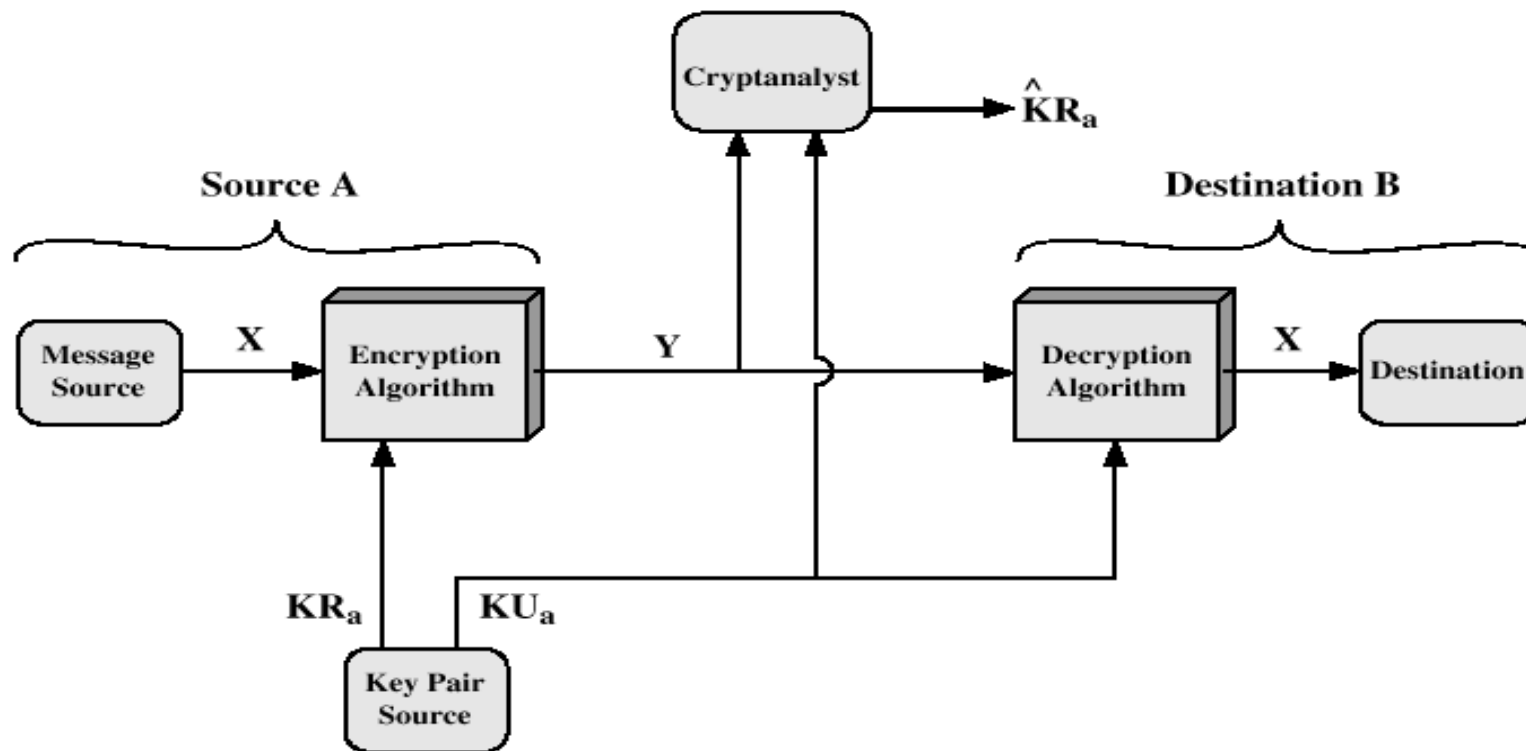 Cryptanalyst
K̂Rₐ
Source A
Destination B
Message
Source
X
Encryption
Algorithm
Y
Decryption
Algorithm
X
Destination
KRₐ
KUₐ
Key Pair
Source